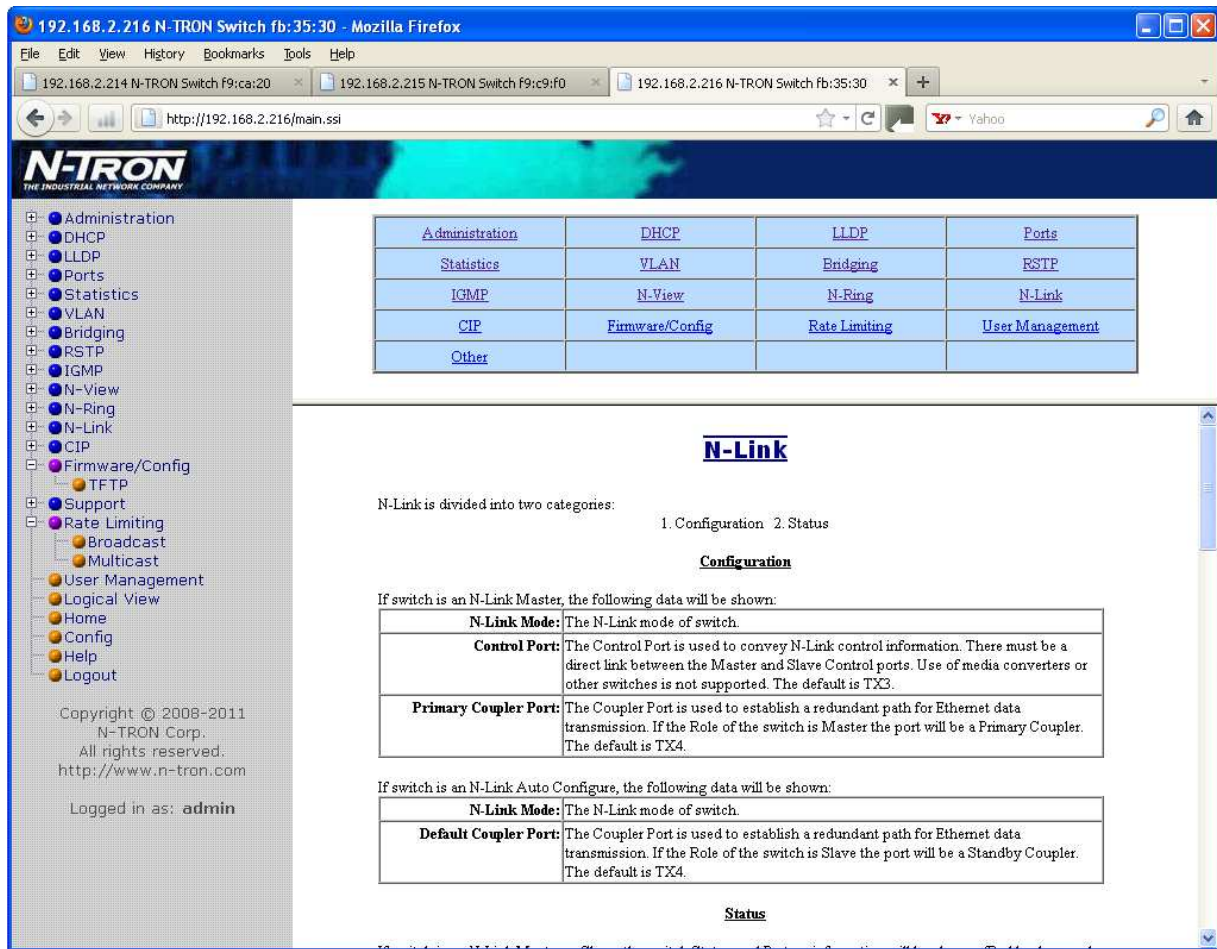 192.168.2.216 N-TRON Switch fb:35:30 - Mozilla Firefox
File Edit View History Bookmarks Tools Help
192.168.2.214 N-TRON Switch f9:ca:20
192.168.2.215 N-TRON Switch f9:c9:f0
192.168.2.216 N-TRON Switch fb:35:30
http://192.168.2.216/main.ssi
Yahoo
N-TRON
THE INDUSTRIAL NETWORK COMPANY
Administration
DHCP
LLDP
Ports
Statistics
VLAN
Bridging
RSTP
IGMP
N-View
N-Ring
N-Link
CIP
Firmware/Config
TFTP
Support
Rate Limiting
Broadcast
Multicast
User Management
Logical View
Home
Config
Help
Logout
Copyright © 2008-2011
N-TRON Corp.
All rights reserved.
http://www.n-tron.com
Logged in as: admin
Administration DHCP LLDP Ports
Statistics VLAN Bridging RSTP
IGMP N-View N-Ring N-Link
CIP Firmware/Config Rate Limiting User Management
Other
N-Link
N-Link is divided into two categories:
1. Configuration 2. Status
Configuration
If switch is an N-Link Master, the following data will be shown:
N-Link Mode: The N-Link mode of switch.
Control Port: The Control Port is used to convey N-Link control information. There must be a
direct link between the Master and Slave Control ports. Use of media converters or
other switches is not supported. The default is TX3.
Primary Coupler Port: The Coupler Port is used to establish a redundant path for Ethernet data
transmission. If the Role of the switch is Master the port will be a Primary Coupler.
The default is TX4.
If switch is an N-Link Auto Configure, the following data will be shown:
N-Link Mode: The N-Link mode of switch.
Default Coupler Port: The Coupler Port is used to establish a redundant path for Ethernet data
transmission. If the Role of the switch is Slave the port will be a Standby Coupler.
The default is TX4.
Status